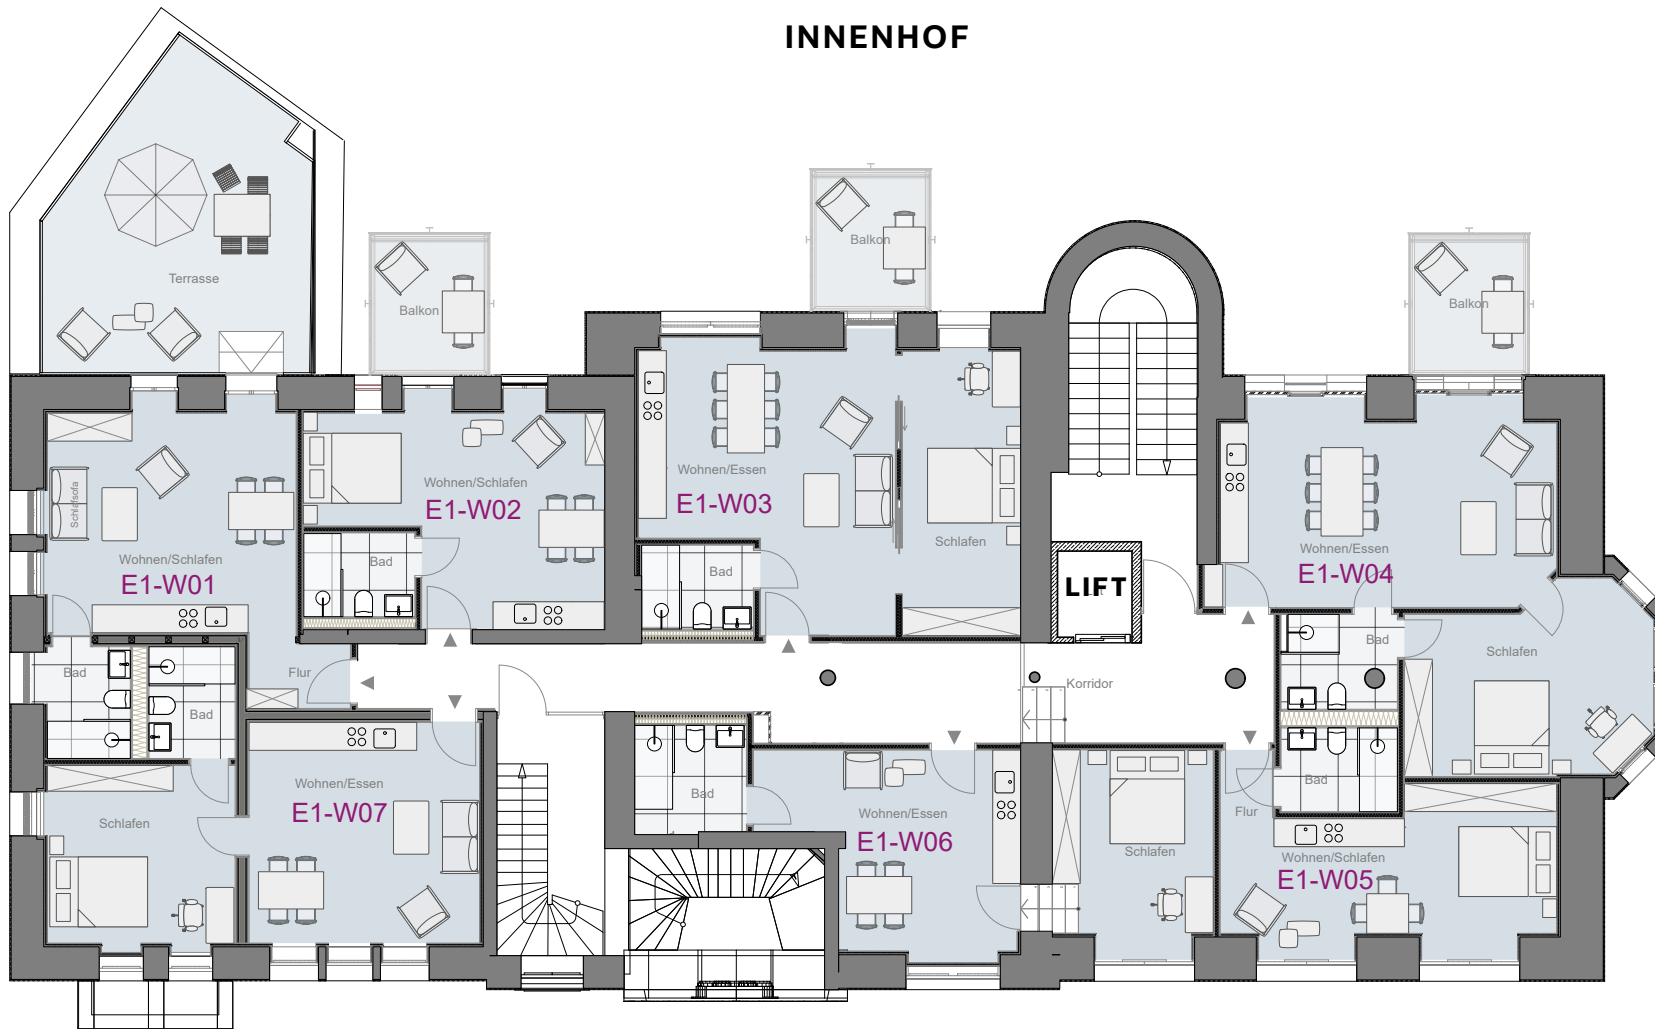 INNENHOF
Terrasse
Balkon
Balkon
Balkon
Schlafsofa
Wohnen/Schlafen
E1-W01
Wohnen/Schlafen
E1-W02
Bad
Wohnen/Essen
E1-W03
Bad
Schlafen
LIFT
Wohnen/Essen
E1-W04
Bad
Schlafen
Bad
Bad
Flur
Korridor
Schlafen
Wohnen/Essen
E1-W07
Bad
Wohnen/Essen
E1-W06
Schlafen
Bad
Flur
Wohnen/Schlafen
E1-W05